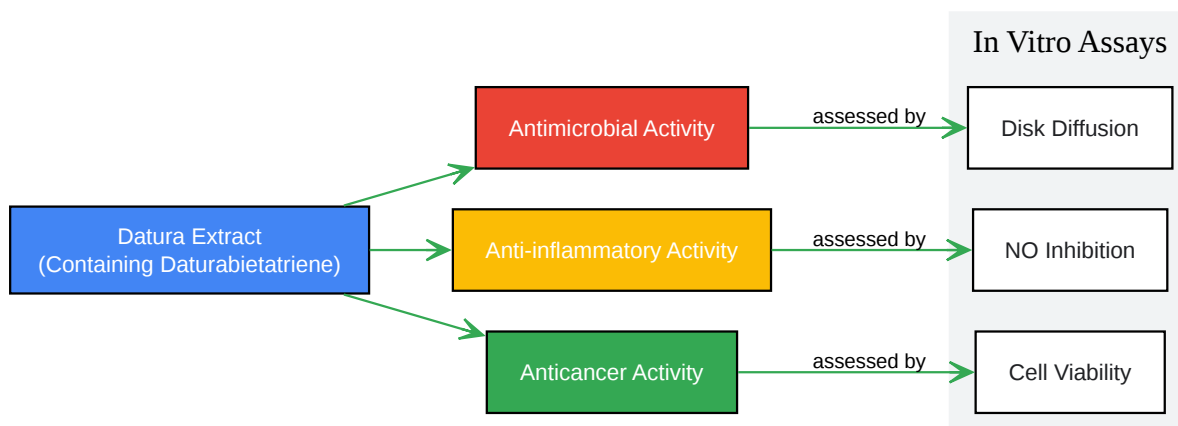 In Vitro Assays
Antimicrobial Activity
assessed by
Disk Diffusion
Datura Extract
(Containing Daturabietatriene)
Anti-inflammatory Activity
assessed by
NO Inhibition
Anticancer Activity
assessed by
Cell Viability